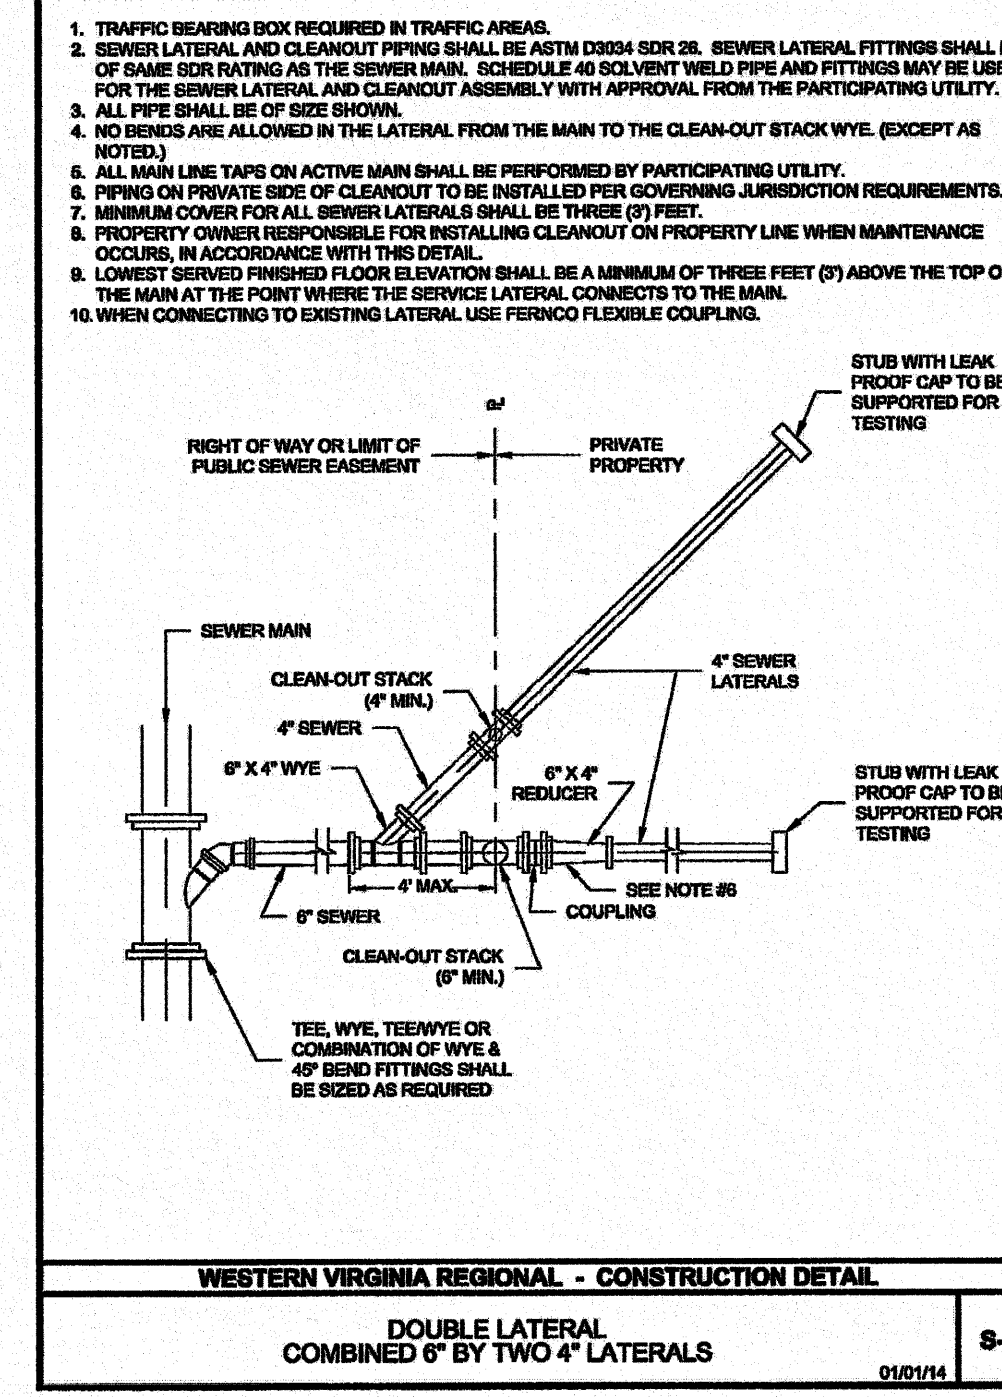 1. TRAFFIC BEARING BOX REQUIRED IN TRAFFIC AREAS.
2. SEWER LATERAL AND CLEANOUT PIPING SHALL BE ASTM D3034 SDR 26. SEWER LATERAL FITTINGS SHALL
OF SAME SDR RATING AS THE SEWER MAIN. SCHEDULE 40 SOLVENT WELD PIPE AND FITTINGS MAY BE USE
FOR THE SEWER LATERAL AND CLEANOUT ASSEMBLY WITH APPROVAL FROM THE PARTICIPATING UTILITY.
3. ALL PIPE SHALL BE OF SIZE SHOWN.
4. NO BENDS ARE ALLOWED IN THE LATERAL FROM THE MAIN TO THE CLEAN-OUT STACK WYE. (EXCEPT AS
NOTED.)
5. ALL MAIN LINE TAPS ON ACTIVE MAIN SHALL BE PERFORMED BY PARTICIPATING UTILITY.
6. PIPING ON PRIVATE SIDE OF CLEANOUT TO BE INSTALLED PER GOVERNING JURISDICTION REQUIREMENTS.
7. MINIMUM COVER FOR ALL SEWER LATERALS SHALL BE THREE (3') FEET.
8. PROPERTY OWNER RESPONSIBLE FOR INSTALLING CLEANOUT ON PROPERTY LINE WHEN MAINTENANCE
OCCURS, IN ACCORDANCE WITH THIS DETAIL.
9. LOWEST SERVED FINISHED FLOOR ELEVATION SHALL BE A MINIMUM OF THREE FEET (3') ABOVE THE TOP O
THE MAIN AT THE POINT WHERE THE SERVICE LATERAL CONNECTS TO THE MAIN.
10. WHEN CONNECTING TO EXISTING LATERAL USE FERNCO FLEXIBLE COUPLING.
STUB WITH LEAK
PROOF CAP TO BE
SUPPORTED FOR
TESTING
RIGHT OF WAY OR LIMIT OF
PUBLIC SEWER EASEMENT
PRIVATE
PROPERTY
SEWER MAIN
CLEAN-OUT STACK
(4" MIN.)
4" SEWER
LATERALS
4" SEWER
6" X 4" WYE
6" X 4"
REDUCER
STUB WITH LEAK
PROOF CAP TO BE
SUPPORTED FOR
TESTING
4' MAX.
SEE NOTE #6
6" SEWER
COUPLING
CLEAN-OUT STACK
(6" MIN.)
TEE, WYE, TEE/WYE OR
COMBINATION OF WYE &
45° BEND FITTINGS SHALL
BE SIZED AS REQUIRED
WESTERN VIRGINIA REGIONAL - CONSTRUCTION DETAIL
DOUBLE LATERAL
COMBINED 6" BY TWO 4" LATERALS
S-
01/01/14